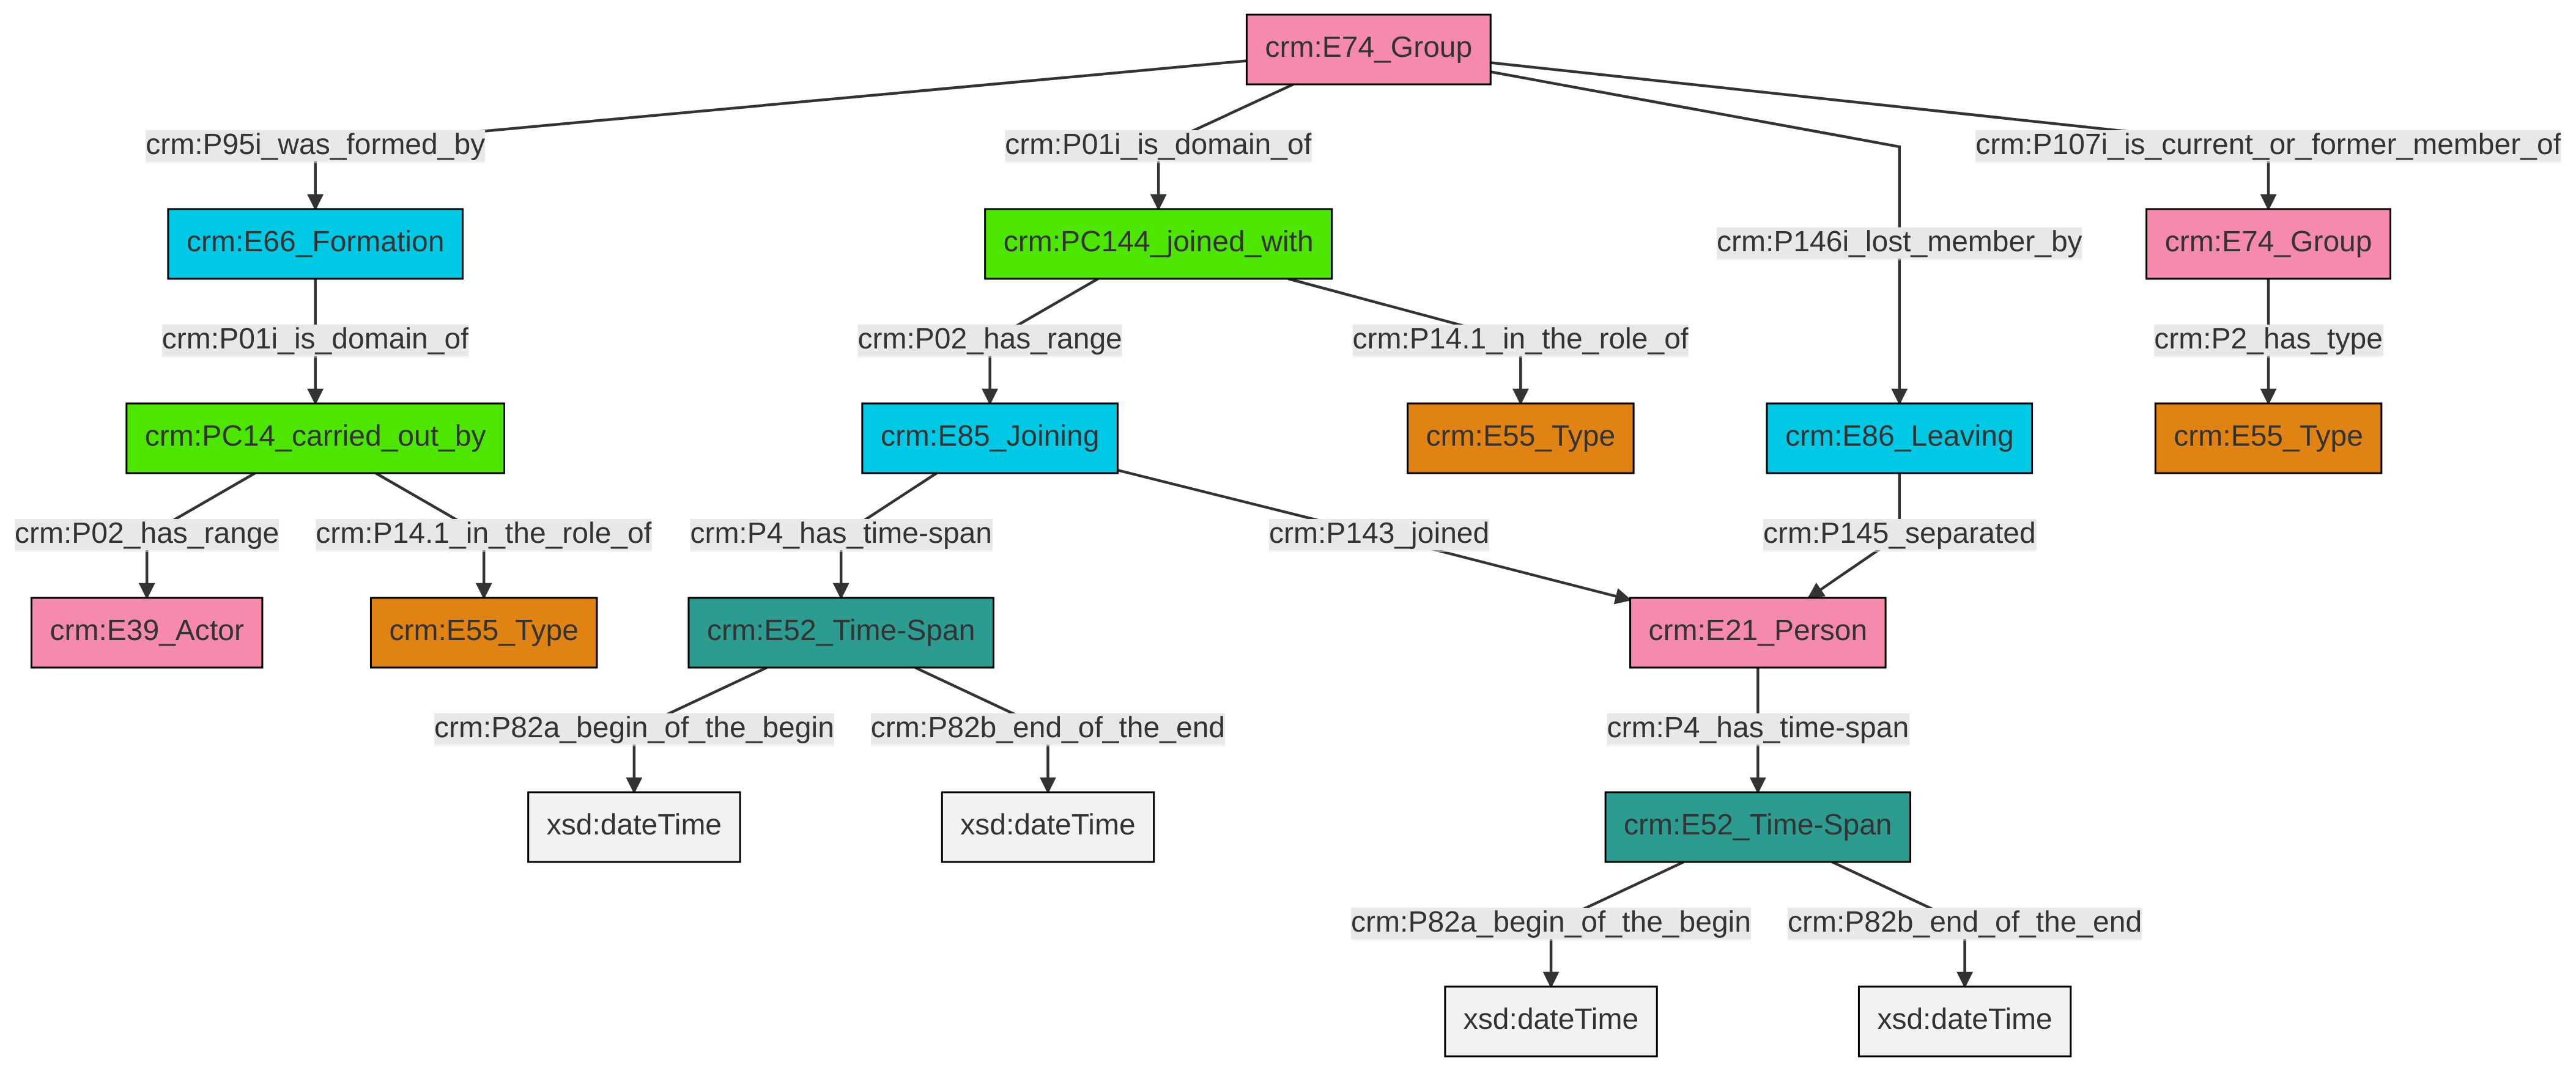 crm:E74_Group
crm:P95i_was_formed_by
crm:P01i_is_domain_of
crm:P107i_is_current_or_former_member_of
crm:E66_Formation
crm:PC144_joined_with
crm:P146i_lost_member_by
crm:E74_Group
crm:P01i_is_domain_of
crm:P02_has_range
crm:P14.1_in_the_role_of
crm:P2_has_type
crm:PC14_carried_out_by
crm:E85_Joining
crm:E55_Type
crm:E86_Leaving
crm:E55_Type
crm:P02_has_range
crm:P14.1_in_the_role_of
crm:P4_has_time-span
crm:P143_joined
crm:P145_separated
crm:E39_Actor
crm:E55_Type
crm:E52_Time-Span
crm:E21_Person
crm:P82a_begin_of_the_begin
crm:P82b_end_of_the_end
crm:P4_has_time-span
xsd:dateTime
xsd:dateTime
crm:E52_Time-Span
crm:P82a_begin_of_the_begin
crm:P82b_end_of_the_end
xsd:dateTime
xsd:dateTime